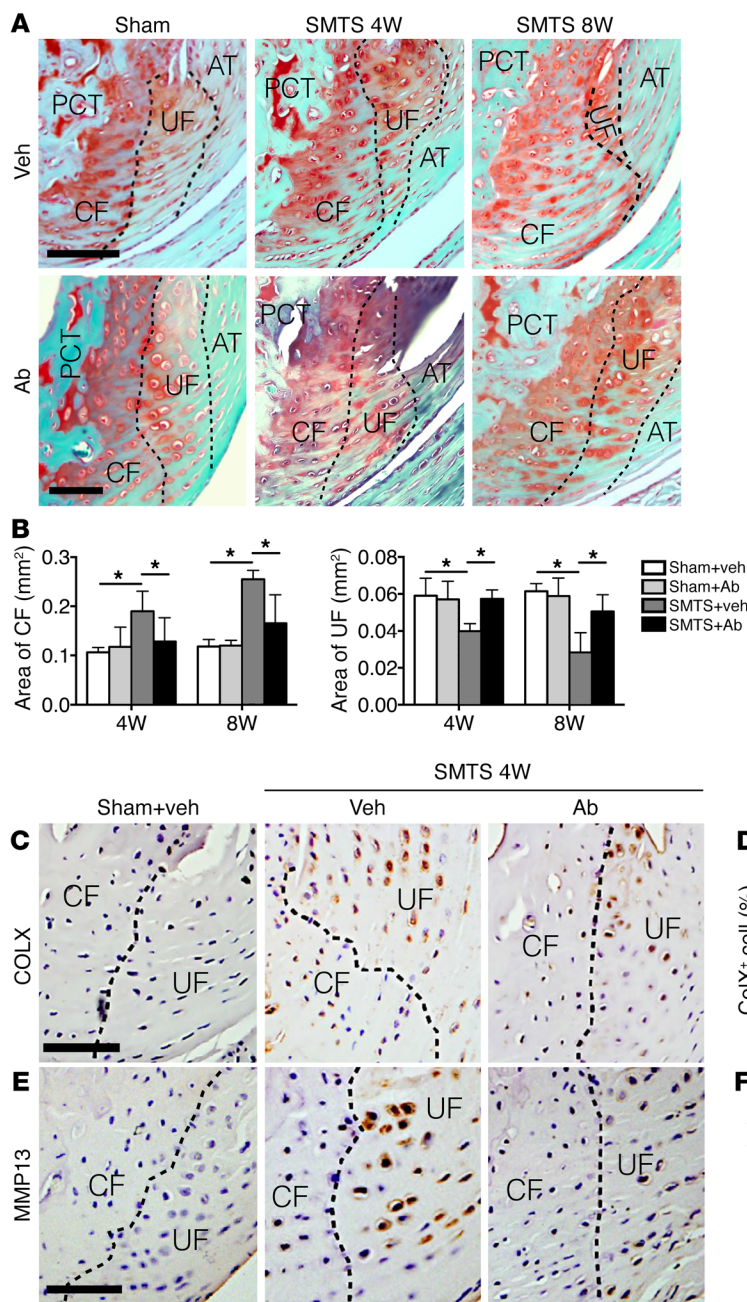 A
Sham
SMTS 4W
SMTS 8W
Veh
PCT
AT
UF
CF
PCT
UF
AT
CF
PCT
AT
UF
CF
Ab
PCT
AT
UF
CF
PCT
AT
CF
UF
PCT
UF
CF
AT
B
Area of CF (mm²)
0.3
0.2
0.1
0.0
* * * *
4W 8W
Area of UF (mm²)
0.08
0.06
0.04
0.02
0.00
* * * *
4W 8W
Sham+veh
Sham+Ab
SMTS+veh
SMTS+Ab
SMTS 4W
Sham+veh
Veh
Ab
C
COLX
CF
UF
UF
CF
CF
UF
D
ColX⁺ cell (%)
E
MMP13
CF
UF
UF
CF
UF
CF
F